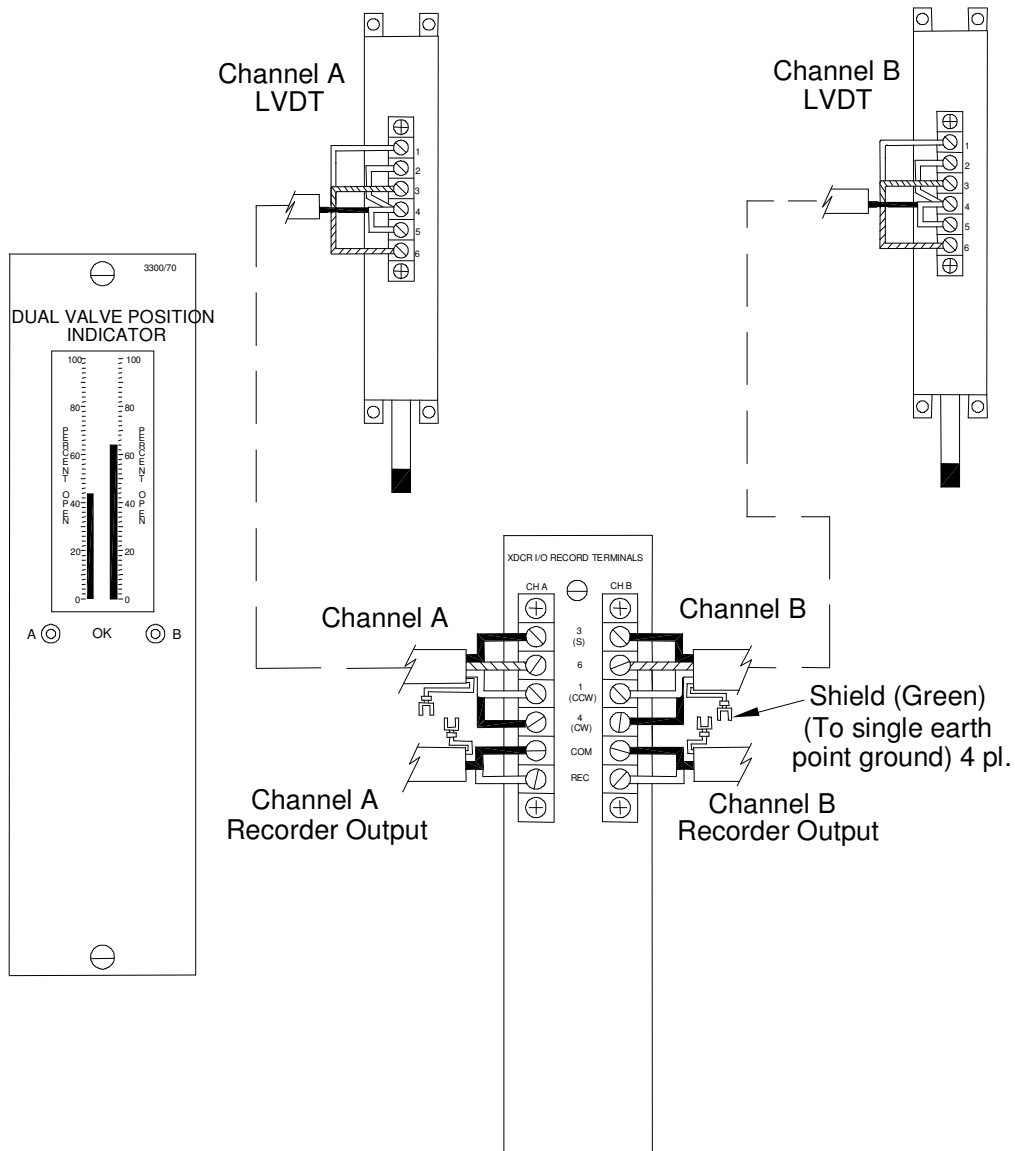 Channel A
LVDT
1
2
3
4
5
6
Channel B
LVDT
1
2
3
4
5
6
3300/70
DUAL VALVE POSITION
INDICATOR
100 100
80 80
60 60
40 40
20 20
0 0
PERCENT OPEN
PERCENT OPEN
A OK B
XDCR I/O RECORD TERMINALS
CH A CH B
Channel A
Channel B
3
(S)
6
1
(CCW)
4
(CW)
COM
REC
Shield (Green)
(To single earth
point ground) 4 pl.
Channel A
Recorder Output
Channel B
Recorder Output